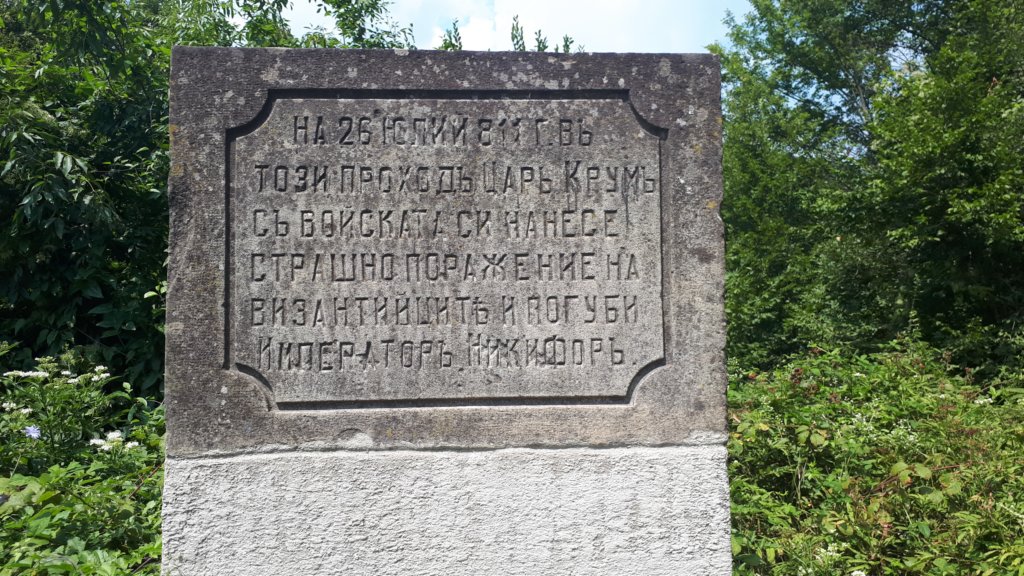 НА 26 ЮЛИИ 811 Г. ВЪ
ТОЗИ ПРОХОДЪ ЦАРЬ КРУМЪ
СЪ ВОЙСКАТА СИ НАНЕСЕ
СТРАШНО ПОРАЖЕНИЕ НА
ВИЗАНТИЙЦИТѢ И ПОГУБИ
ИМПЕРАТОРЪ НИКИФОРЪ.